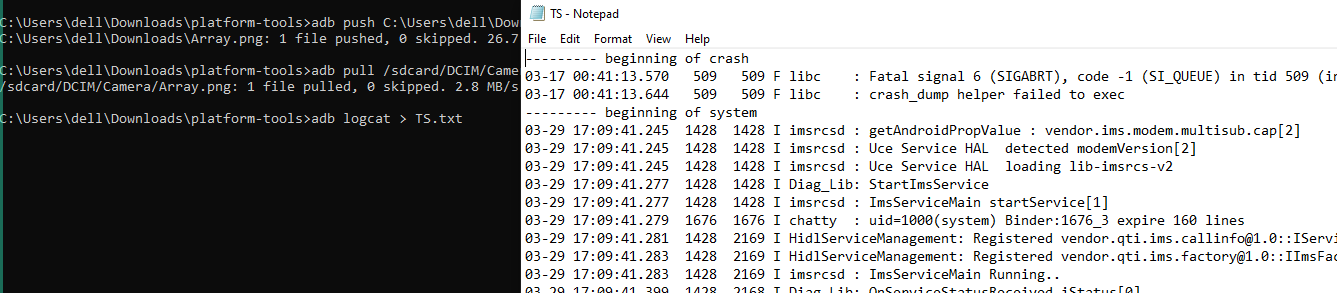 C:\Users\dell\Downloads\platform-tools>adb push C:\Users\dell\Dow
C:\Users\dell\Downloads\Array.png: 1 file pushed, 0 skipped. 26.7
C:\Users\dell\Downloads\platform-tools>adb pull /sdcard/DCIM/Came
/sdcard/DCIM/Camera/Array.png: 1 file pulled, 0 skipped. 2.8 MB/s
C:\Users\dell\Downloads\platform-tools>adb logcat > TS.txt
TS - Notepad
File Edit Format View Help
--------- beginning of crash
03-17 00:41:13.570   509   509 F libc    : Fatal signal 6 (SIGABRT), code -1 (SI_QUEUE) in tid 509 (in
03-17 00:41:13.644   509   509 F libc    : crash_dump helper failed to exec
--------- beginning of system
03-29 17:09:41.245  1428  1428 I imsrcsd : getAndroidPropValue : vendor.ims.modem.multisub.cap[2]
03-29 17:09:41.245  1428  1428 I imsrcsd : Uce Service HAL  detected modemVersion[2]
03-29 17:09:41.245  1428  1428 I imsrcsd : Uce Service HAL  loading lib-imsrcs-v2
03-29 17:09:41.277  1428  1428 I Diag_Lib: StartImsService
03-29 17:09:41.277  1428  1428 I imsrcsd : ImsServiceMain startService[1]
03-29 17:09:41.279  1676  1676 I chatty  : uid=1000(system) Binder:1676_3 expire 160 lines
03-29 17:09:41.281  1428  2169 I HidlServiceManagement: Registered vendor.qti.ims.callinfo@1.0::IServi
03-29 17:09:41.283  1428  2169 I HidlServiceManagement: Registered vendor.qti.ims.factory@1.0::IImsFac
03-29 17:09:41.283  1428  2169 I imsrcsd : ImsServiceMain Running..
03-29 17:09:41.399  1428  2168 I Diag_Lib: OnServiceStatusReceived iStatus[0]